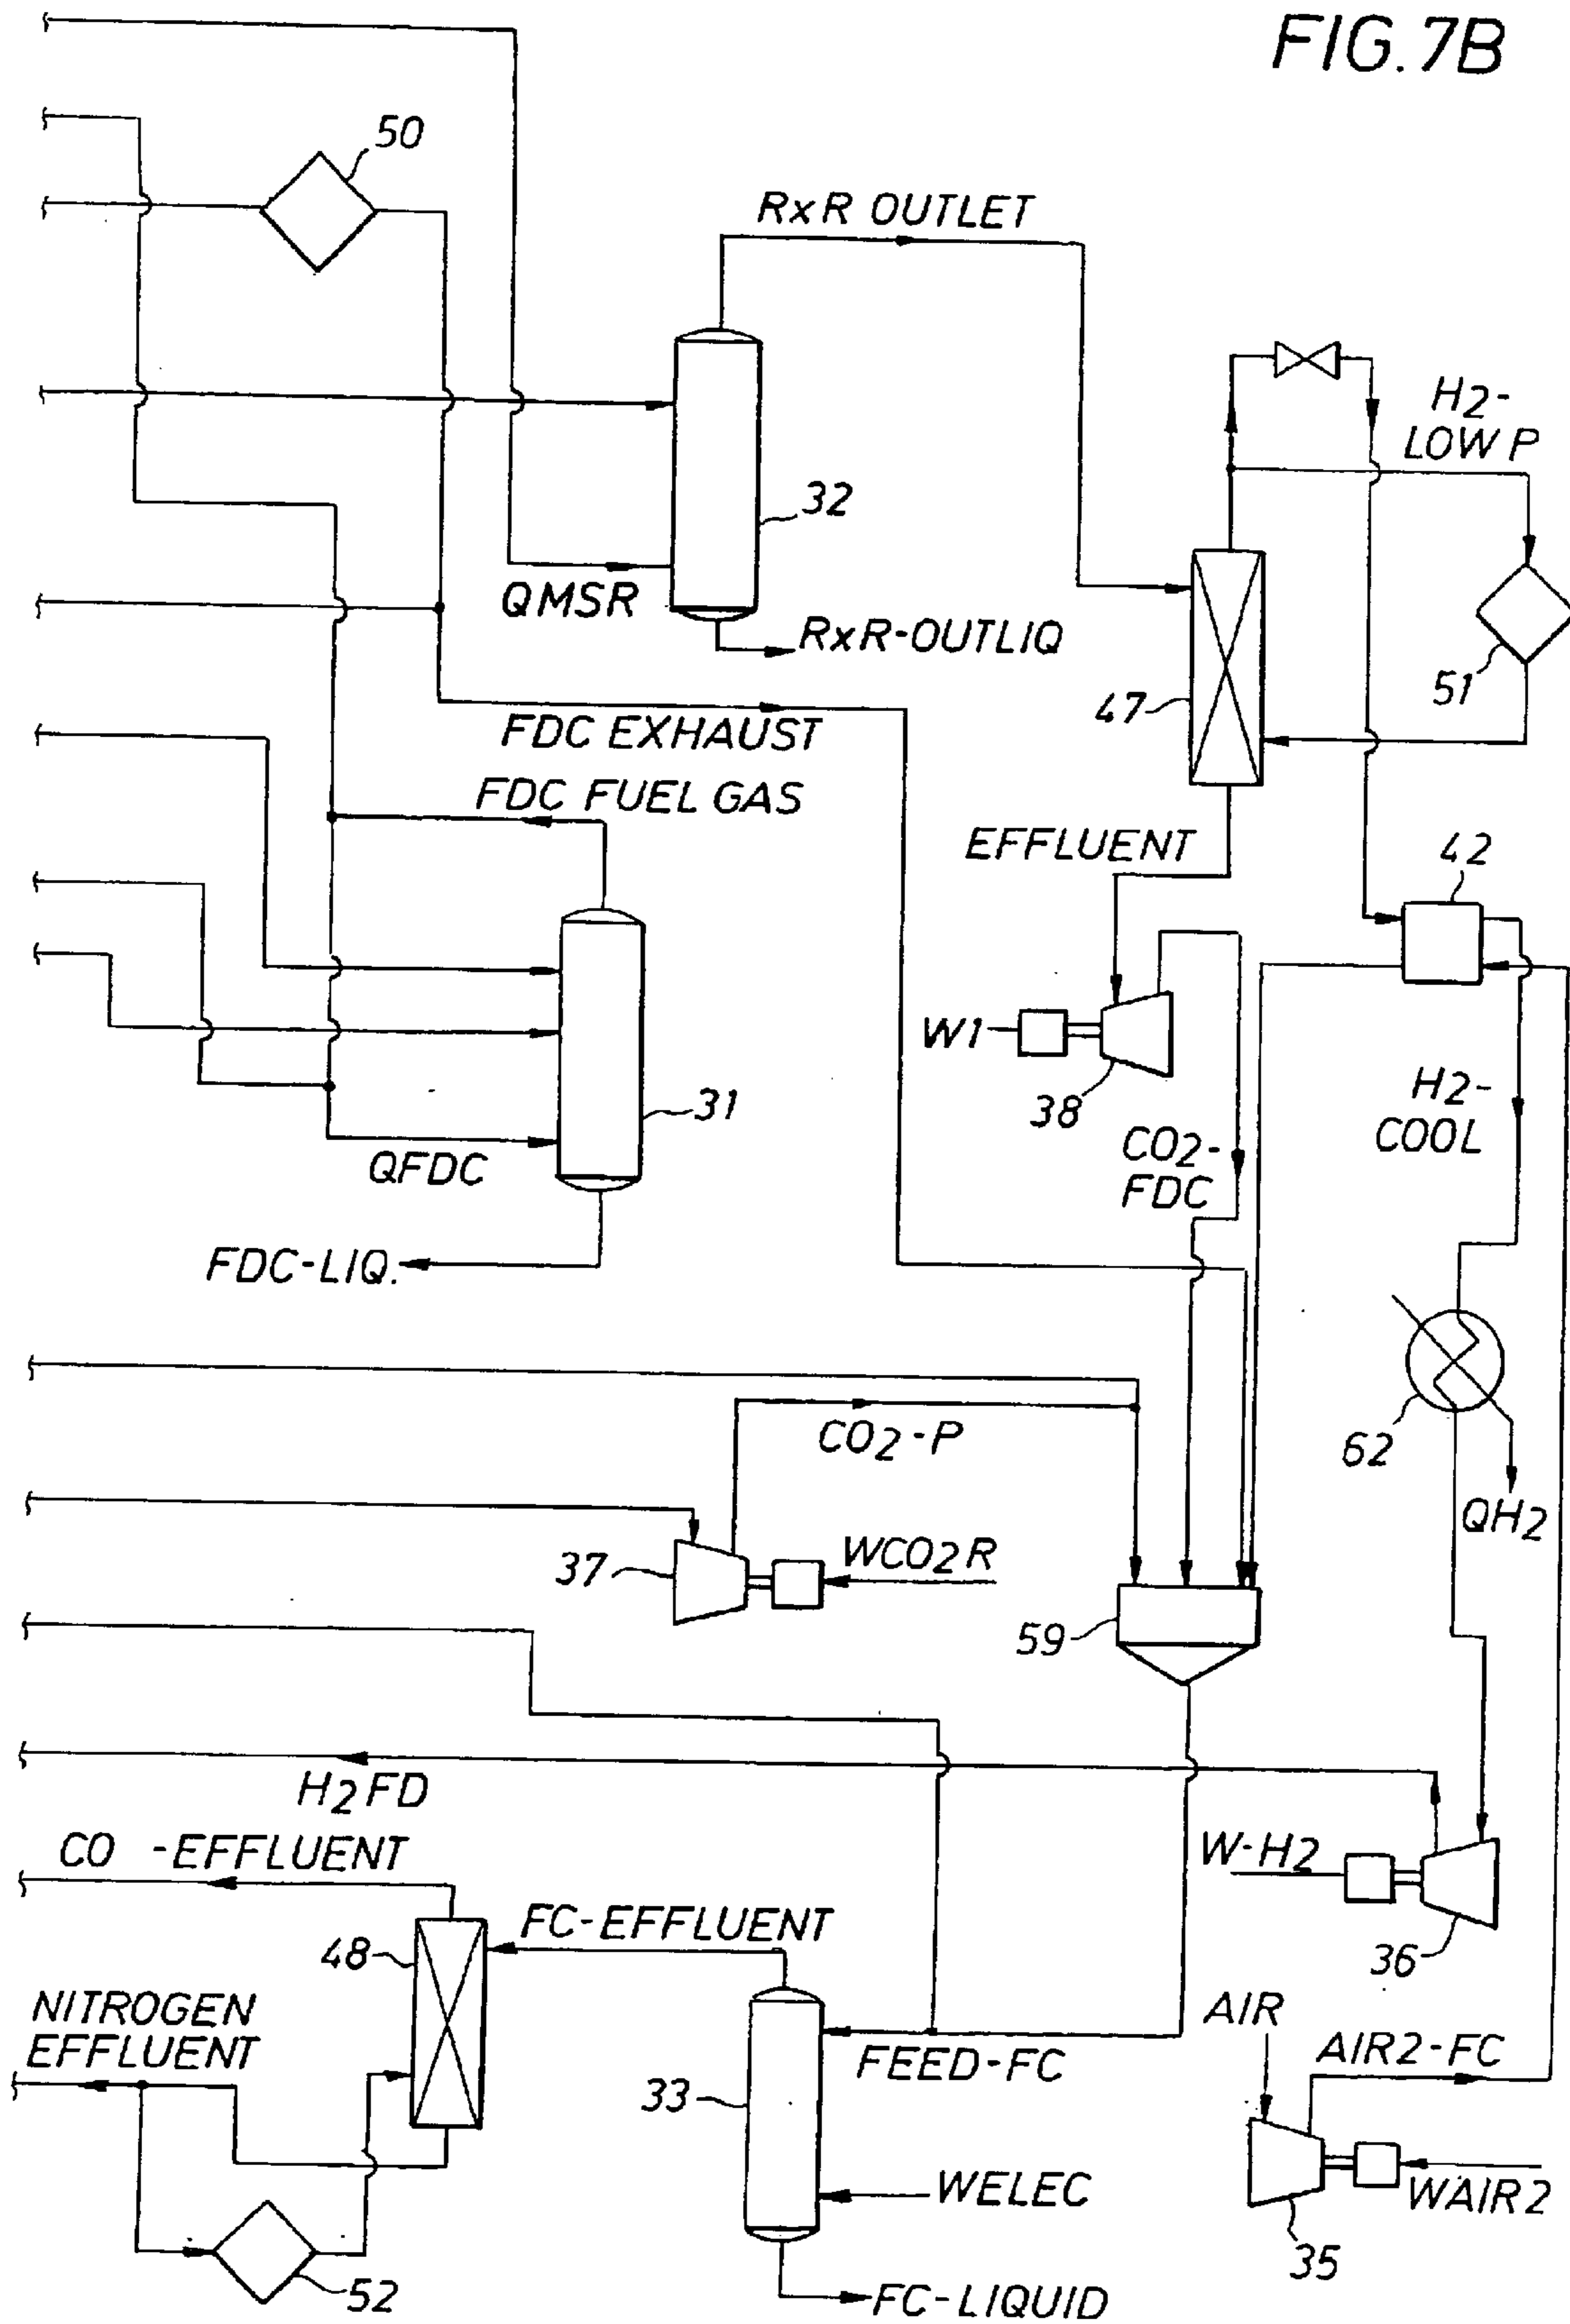 FIG. 7B
50
RxR OUTLET
H2-
LOW P
32
QMSR
RxR-OUTLIQ
51
47
FDC EXHAUST
FDC FUEL GAS
EFFLUENT
42
W1
38
31
H2-
COOL
CO2-
FDC
QFDC
FDC-LIQ.
CO2-P
62
QH2
37
WCO2R
59
H2FD
CO -EFFLUENT
W-H2
FC-EFFLUENT
48
36
NITROGEN
EFFLUENT
AIR
AIR2-FC
FEED-FC
33
WELEC
WAIR2
35
52
FC-LIQUID